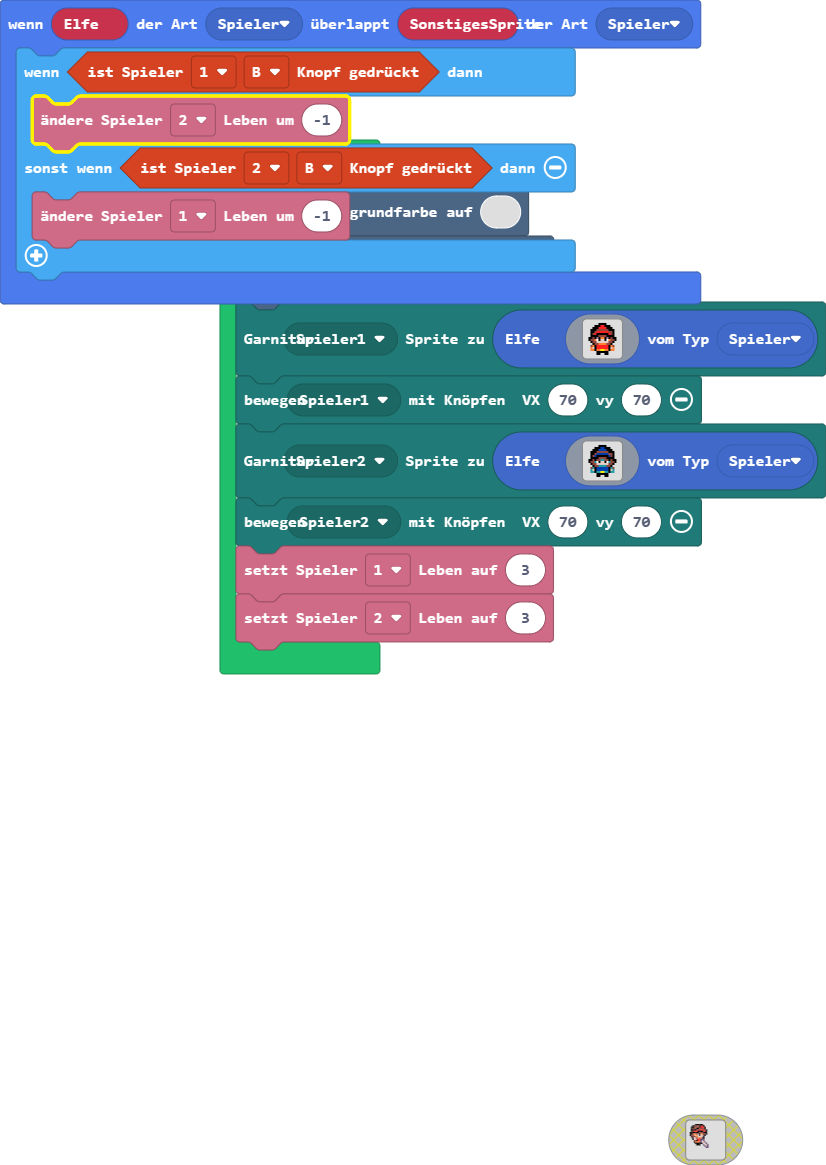 wenn Elfe der Art Spieler überlappt SonstigesSprite der Art Spieler
wenn ist Spieler 1 B Knopf gedrückt dann
ändere Spieler 2 Leben um -1
sonst wenn ist Spieler 2 B Knopf gedrückt dann
ändere Spieler 1 Leben um -1 grundfarbe auf
Garnitur Spieler1 Sprite zu Elfe vom Typ Spieler
bewegen Spieler1 mit Knöpfen VX 70 vy 70
Garnitur Spieler2 Sprite zu Elfe vom Typ Spieler
bewegen Spieler2 mit Knöpfen VX 70 vy 70
setzt Spieler 1 Leben auf 3
setzt Spieler 2 Leben auf 3